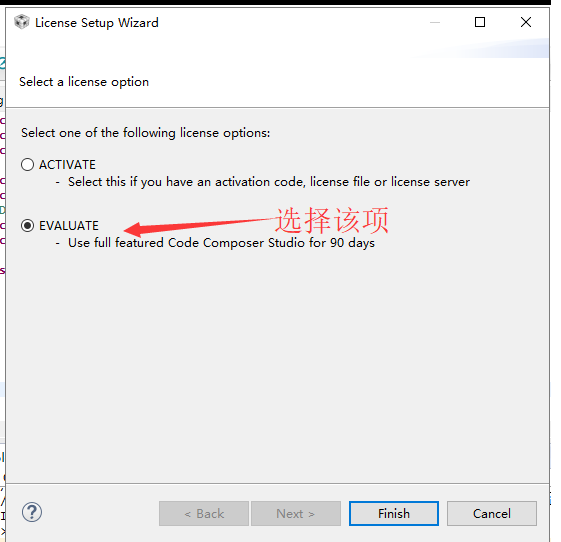 License Setup Wizard
Select a license option
Select one of the following license options:
ACTIVATE
- Select this if you have an activation code, license file or license server
EVALUATE
选择该项
- Use full featured Code Composer Studio for 90 days
< Back
Next >
Finish
Cancel